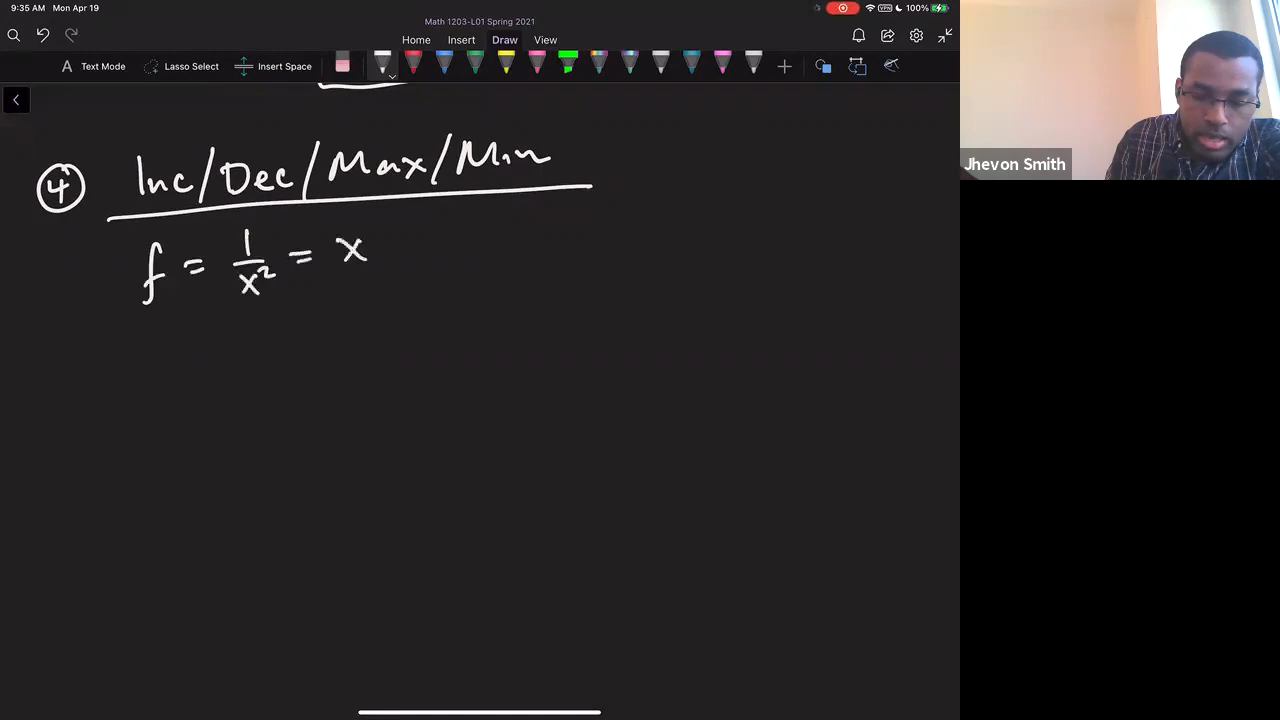 9:35 AM Mon Apr 19
Math 1203-L01 Spring 2021
VPN 100%
Home Insert Draw View
Text Mode Lasso Select Insert Space
④ Inc/Dec/Max/Min
f = 1/x² = x
Jhevon Smith